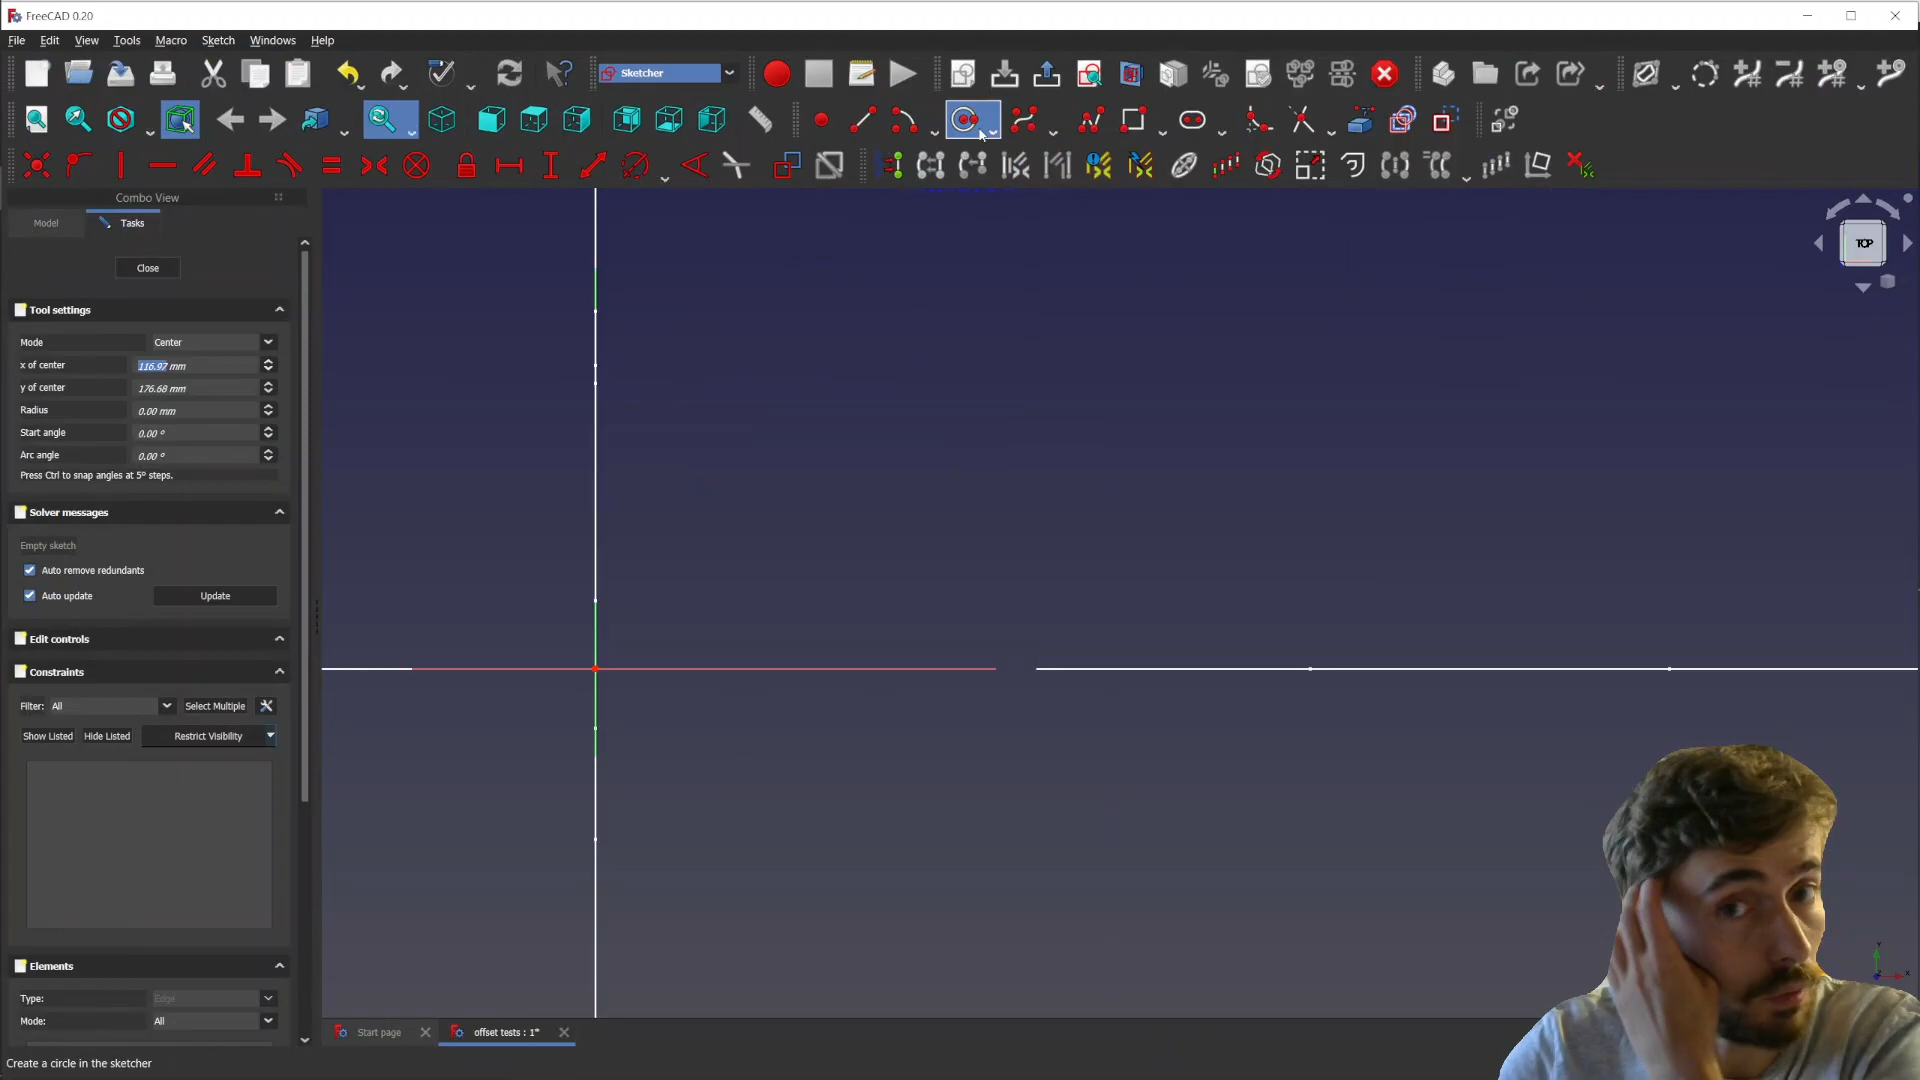 FreeCAD 0.20
File Edit View Tools Macro Sketch Windows Help
Sketcher
Combo View
Model Tasks
Close
Tool settings
Mode Center
x of center 116.97 mm
y of center 176.68 mm
Radius 0.00 mm
Start angle 0.00 °
Arc angle 0.00 °
Press Ctrl to snap angles at 5° steps.
Solver messages
Empty sketch
Auto remove redundants
Auto update Update
Edit controls
Constraints
Filter: All Select Multiple
Show Listed Hide Listed Restrict Visibility
Elements
Type: Edge
Mode: All
TOP
Y
X
Z
Start page offset tests : 1*
Create a circle in the sketcher